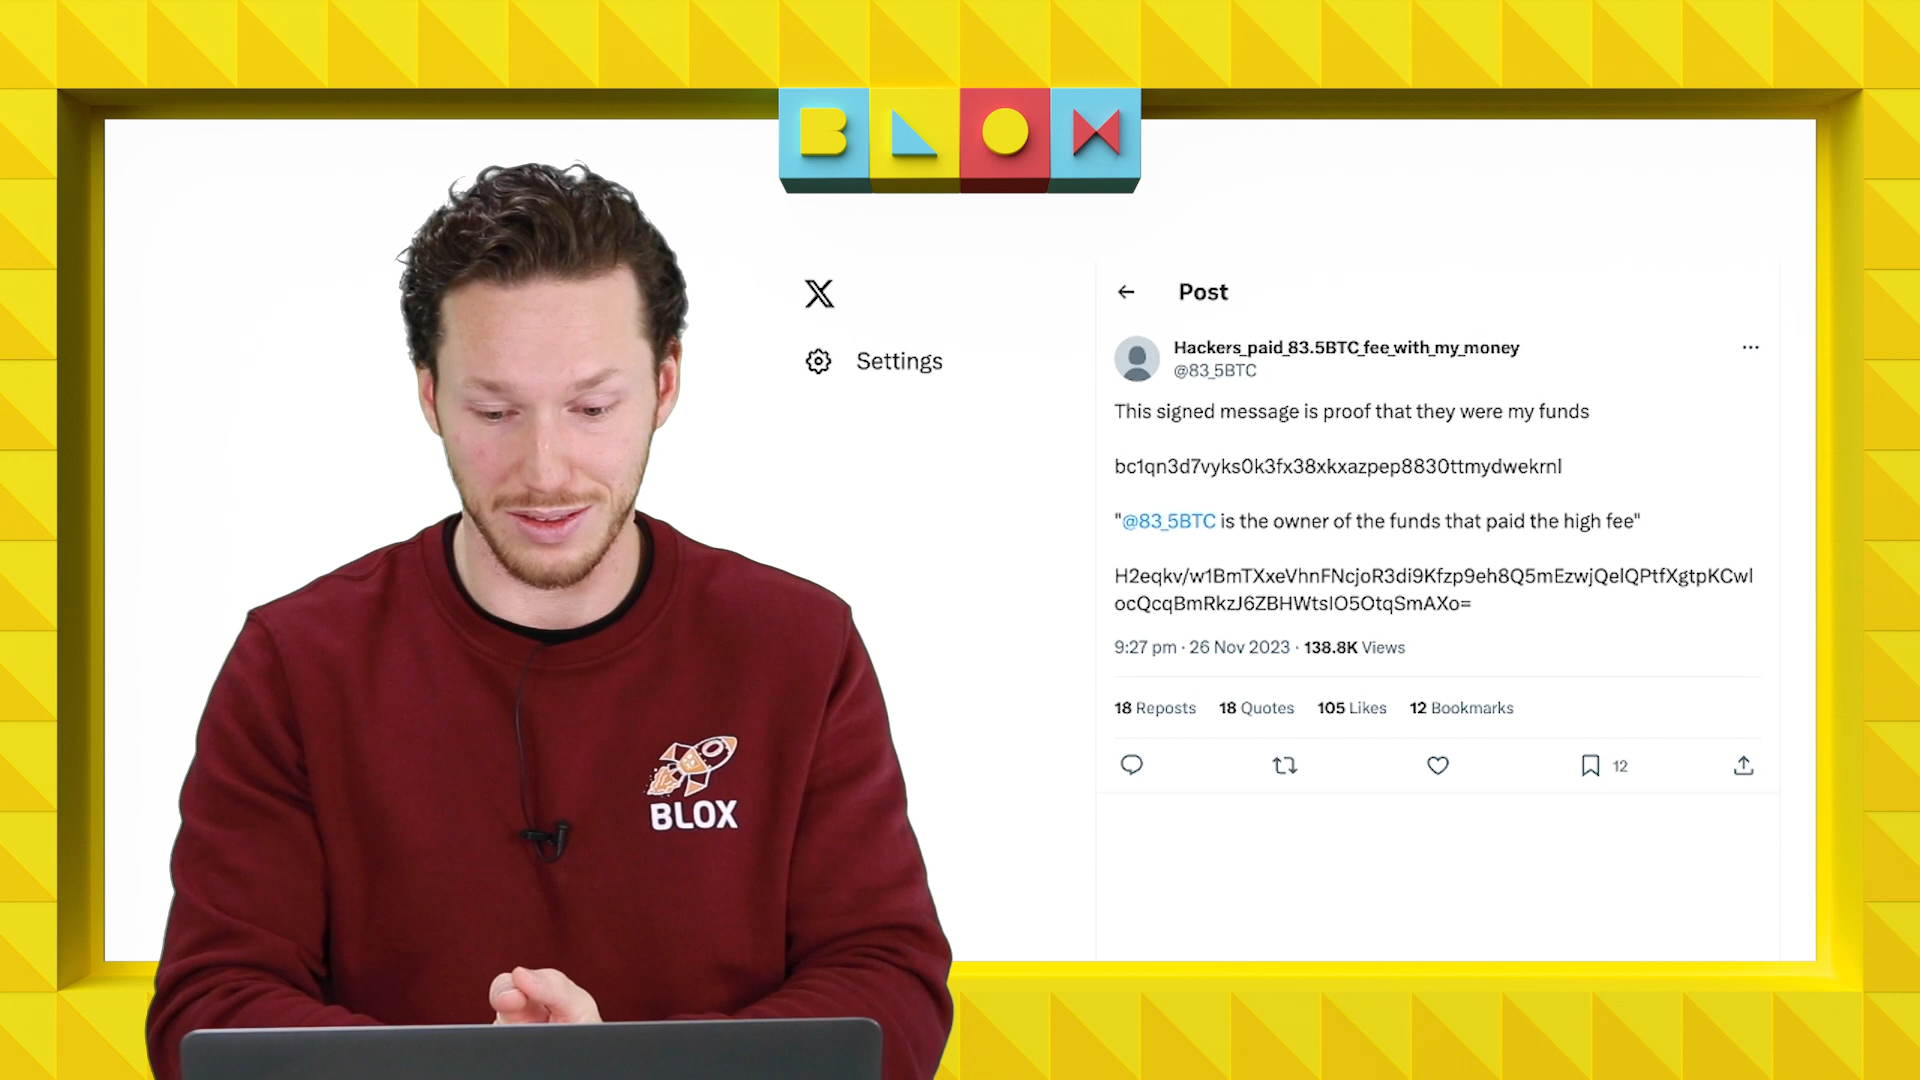 BLOX
X
Settings
Post
Hackers_paid_83.5BTC_fee_with_my_money
@83_5BTC
This signed message is proof that they were my funds
bc1qn3d7vyks0k3fx38xkxazpep8830ttmydwekrnl
"@83_5BTC is the owner of the funds that paid the high fee"
H2eqkv/w1BmTXxeVhnFNcjoR3di9Kfzp9eh8Q5mEzwjQelQPtfXgtpKCwl
ocQcqBmRkzJ6ZBHWtslO5OtqSmAXo=
9:27 pm · 26 Nov 2023 · 138.8K Views
18 Reposts 18 Quotes 105 Likes 12 Bookmarks
12
BLOX